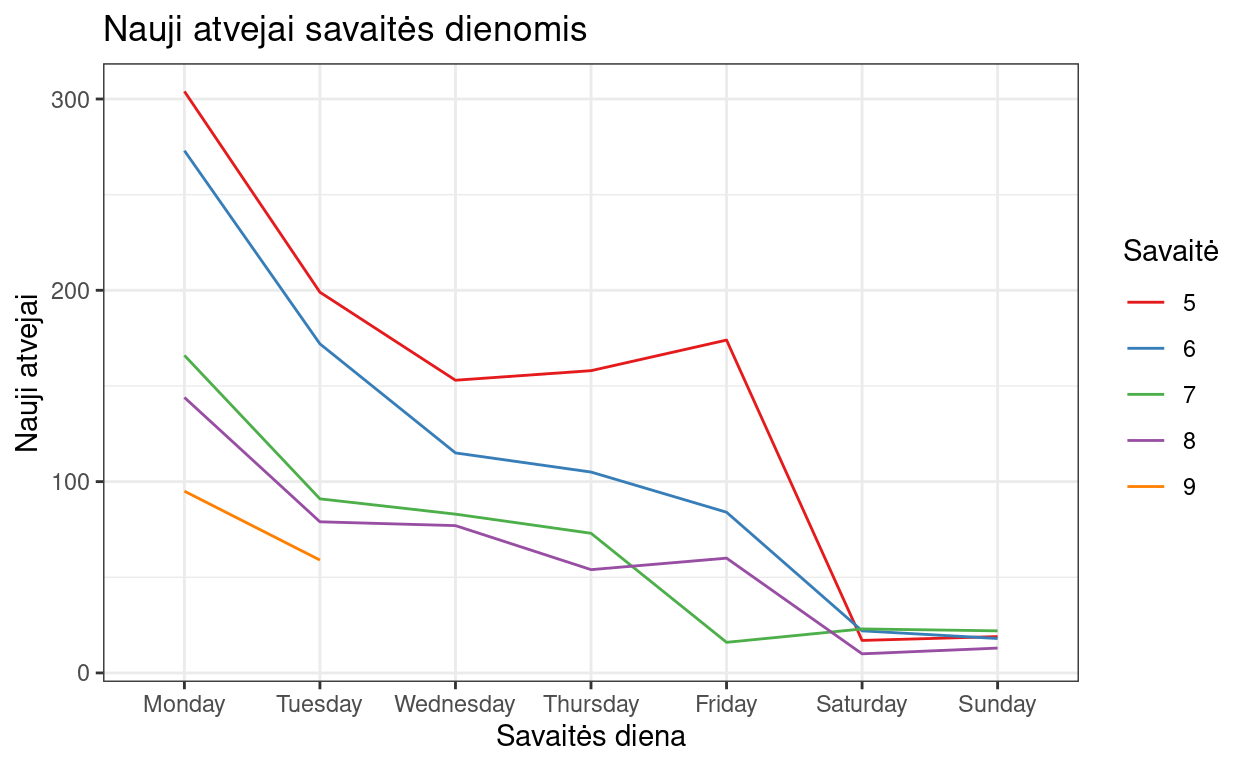 Nauji atvejai savaitės dienomis
Nauji atvejai
300
200
100
0
Monday Tuesday Wednesday Thursday Friday Saturday Sunday
Savaitės diena
Savaitė
5
6
7
8
9